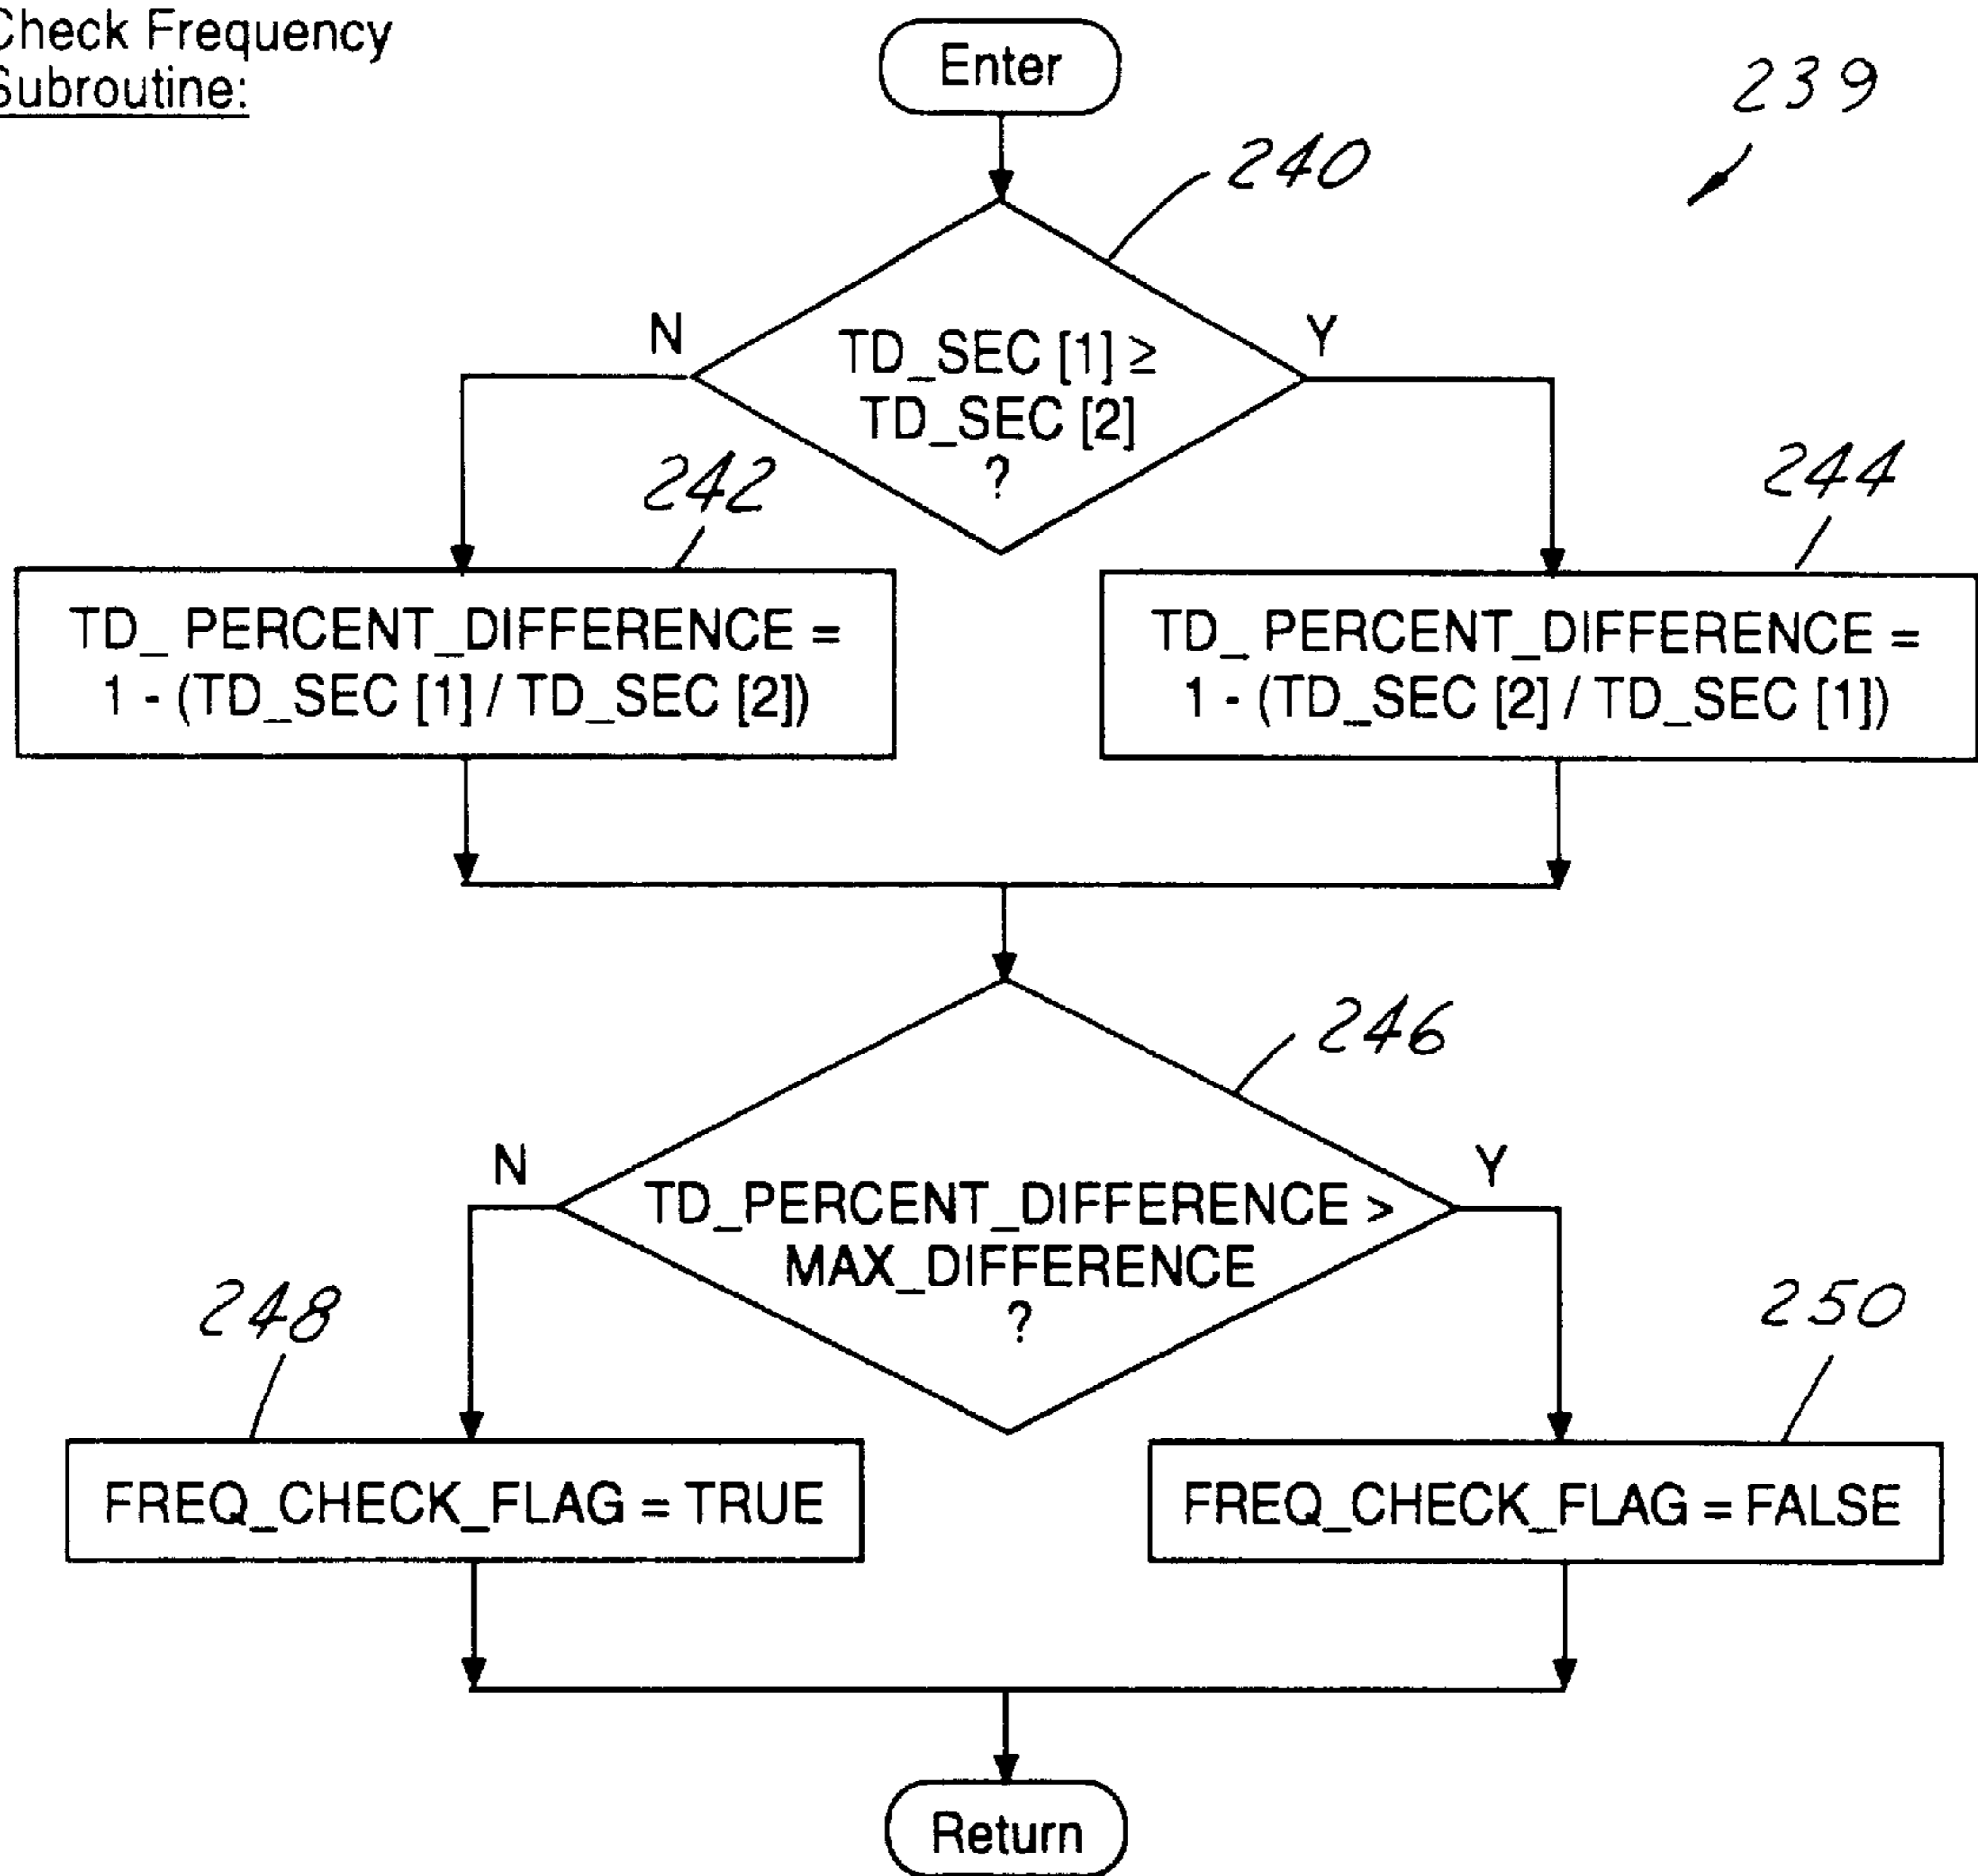 Check Frequency
Subroutine:
Enter
239
240
N
Y
TD_SEC [1] ≥
TD_SEC [2]
?
242
244
TD_ PERCENT_DIFFERENCE =
1 - (TD_SEC [1] / TD_SEC [2])
TD_ PERCENT_DIFFERENCE =
1 - (TD_SEC [2] / TD_SEC [1])
246
N
Y
TD_PERCENT_DIFFERENCE >
MAX_DIFFERENCE
?
248
250
FREQ_CHECK_FLAG = TRUE
FREQ_CHECK_FLAG = FALSE
Return